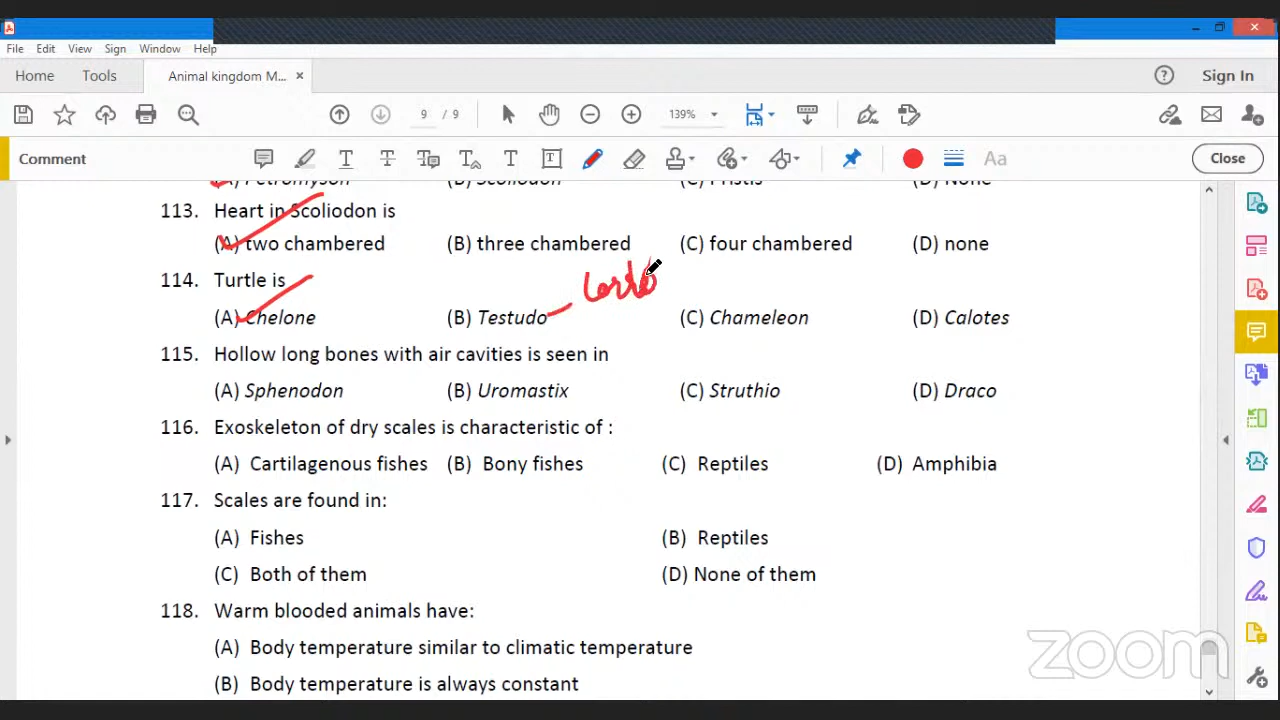 File Edit View Sign Window Help
Home Tools Animal kingdom M... × ? Sign In
9 / 9 139%
Comment Close
(A) Petromyson (B) Scoliodon (C) Pristis (D) None
113. Heart in Scoliodon is
(A) two chambered (B) three chambered (C) four chambered (D) none
114. Turtle is
(A) Chelone (B) Testudo (C) Chameleon (D) Calotes
115. Hollow long bones with air cavities is seen in
(A) Sphenodon (B) Uromastix (C) Struthio (D) Draco
116. Exoskeleton of dry scales is characteristic of :
(A) Cartilagenous fishes (B) Bony fishes (C) Reptiles (D) Amphibia
117. Scales are found in:
(A) Fishes (B) Reptiles
(C) Both of them (D) None of them
118. Warm blooded animals have:
(A) Body temperature similar to climatic temperature
(B) Body temperature is always constant
zoom